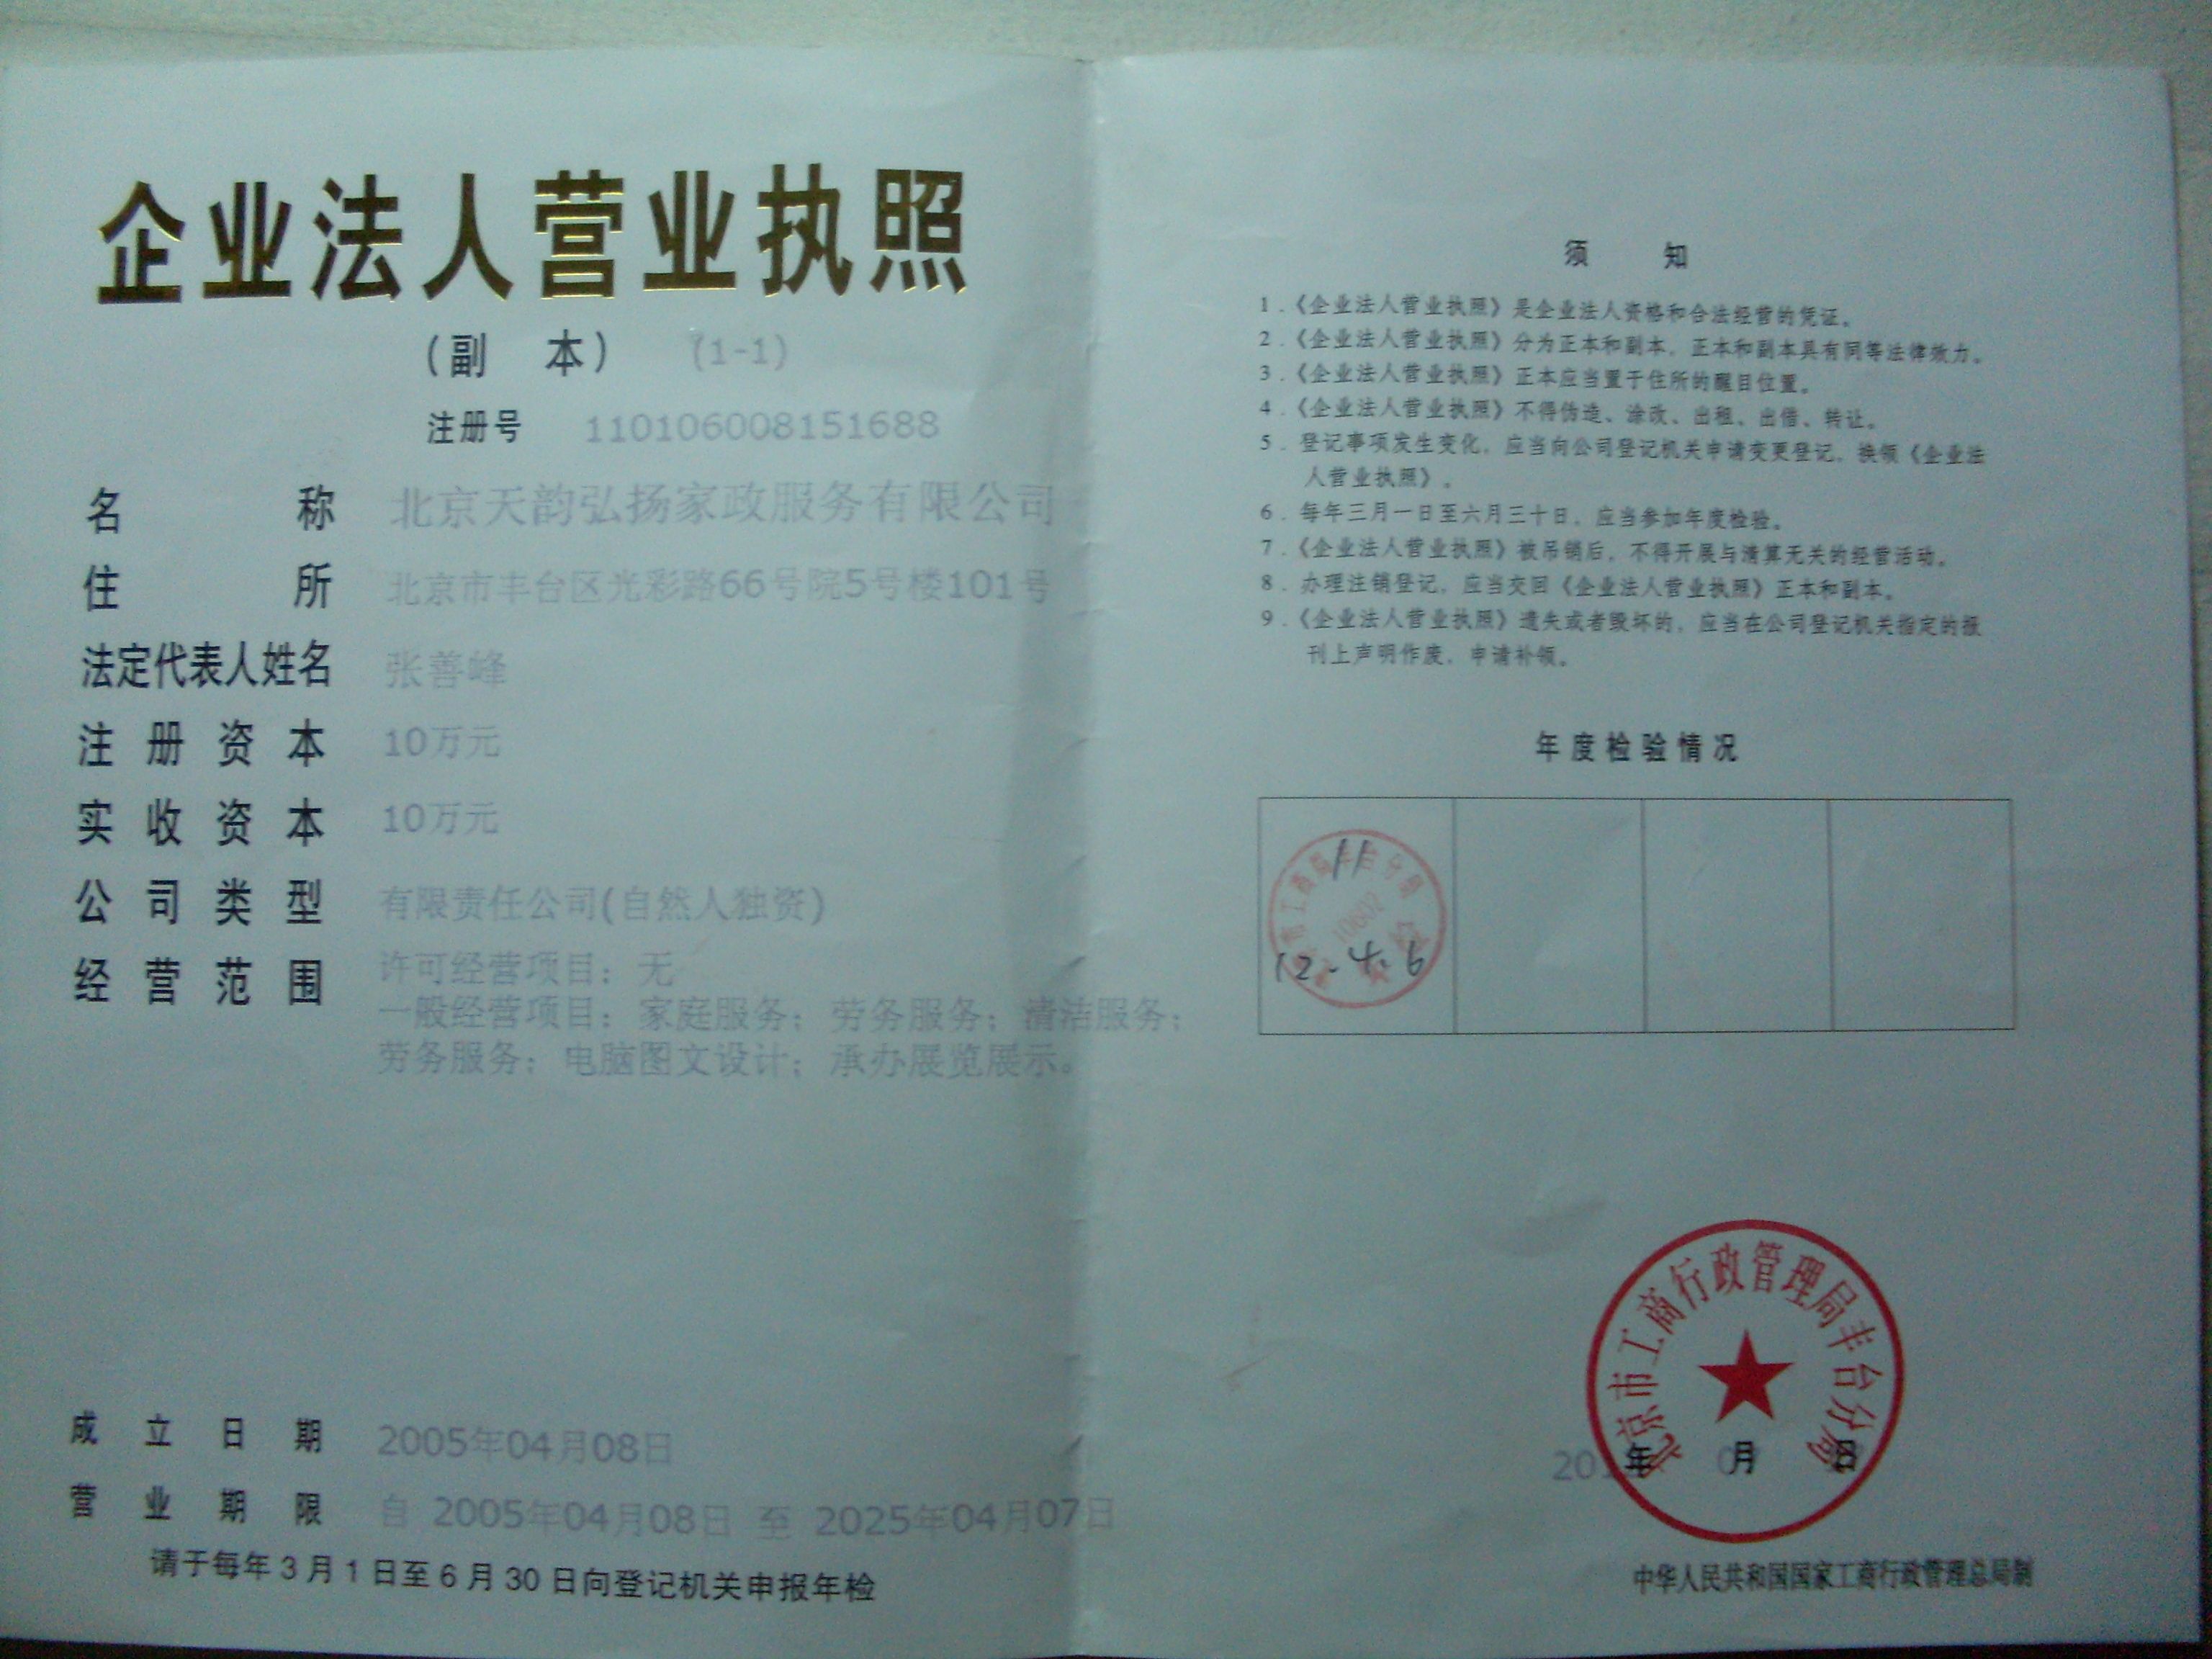 企业法人营业执照
（副 本） (1-1)
注册号 110106008151688
名 称 北京天韵弘扬家政服务有限公司
住 所 北京市丰台区光彩路66号院5号楼101号
法定代表人姓名 张善峰
注册资本 10万元
实收资本 10万元
公司类型 有限责任公司(自然人独资)
经营范围 许可经营项目：无
一般经营项目：家庭服务；劳务服务；清洁服务；
劳务服务；电脑图文设计；承办展览展示。
成立日期 2005年04月08日
营业期限 自 2005年04月08日 至 2025年04月07日
请于每年3月1日至6月30日向登记机关申报年检
须 知
1．《企业法人营业执照》是企业法人资格和合法经营的凭证。
2．《企业法人营业执照》分为正本和副本，正本和副本具有同等法律效力。
3．《企业法人营业执照》正本应当置于住所的醒目位置。
4．《企业法人营业执照》不得伪造、涂改、出租、出借、转让。
5．登记事项发生变化，应当向公司登记机关申请变更登记，换领《企业法
人营业执照》。
6．每年三月一日至六月三十日，应当参加年度检验。
7．《企业法人营业执照》被吊销后，不得开展与清算无关的经营活动。
8．办理注销登记，应当交回《企业法人营业执照》正本和副本。
9．《企业法人营业执照》遗失或者毁坏的，应当在公司登记机关指定的报
刊上声明作废，申请补领。
年度检验情况
11
12-4.6
北京市工商行政管理局丰台分局
年 月 日
中华人民共和国国家工商行政管理总局制